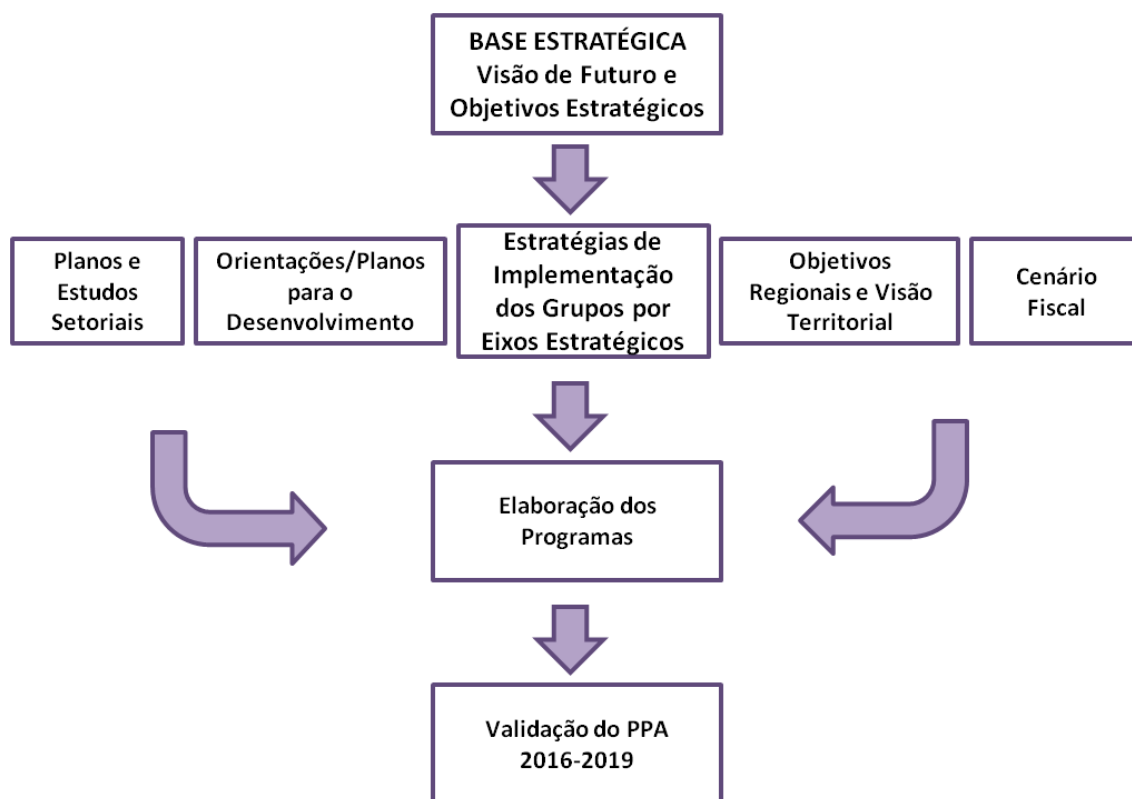 BASE ESTRATÉGICA
Visão de Futuro e
Objetivos Estratégicos
Planos e
Estudos
Setoriais
Orientações/Planos
para o
Desenvolvimento
Estratégias de
Implementação
dos Grupos por
Eixos Estratégicos
Objetivos
Regionais e Visão
Territorial
Cenário
Fiscal
Elaboração dos
Programas
Validação do PPA
2016-2019